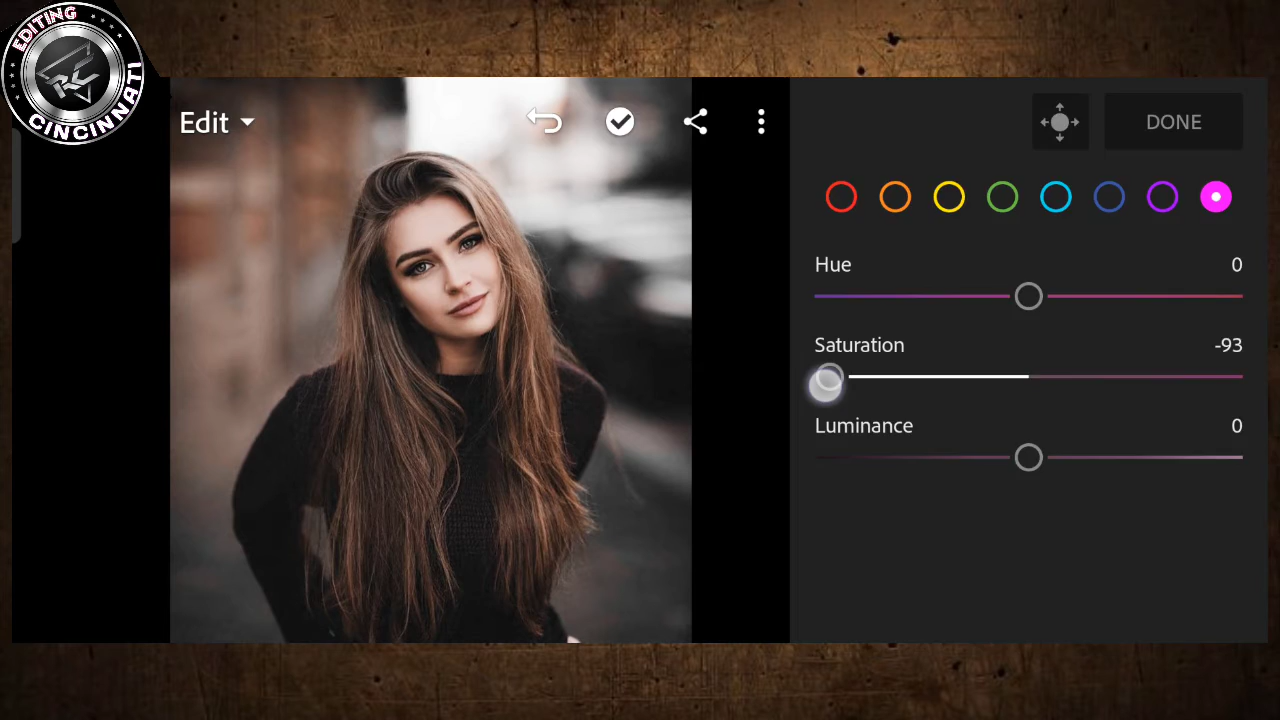 EDITING
CINCINNATI
Edit
DONE
Hue 0
Saturation -93
Luminance 0